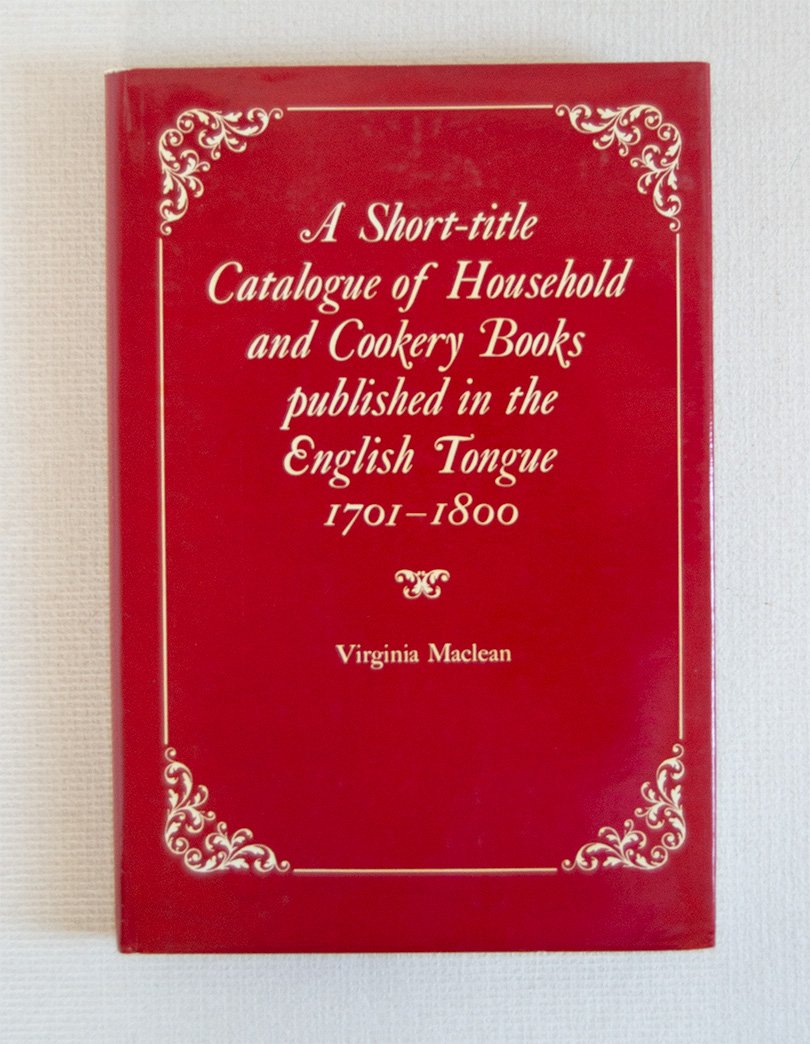 A Short-title
Catalogue of Household
and Cookery Books
published in the
English Tongue
1701–1800
Virginia Maclean